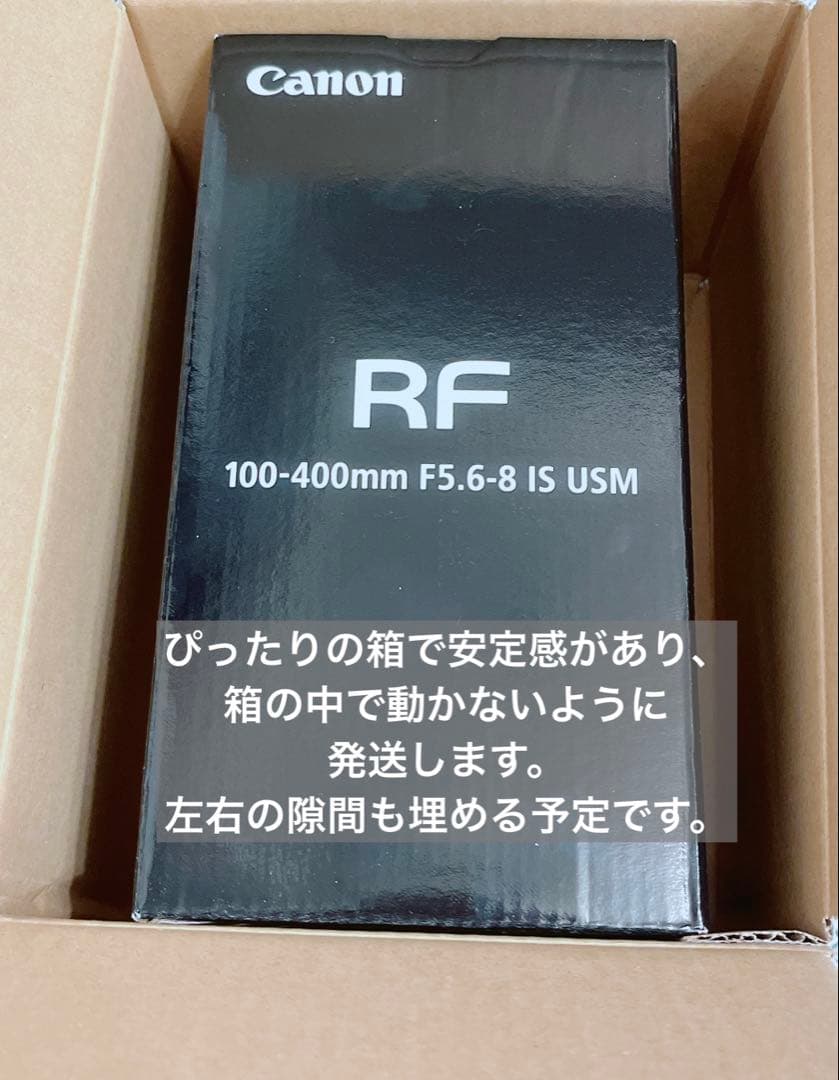 Canon
RF
100-400mm F5.6-8 IS USM
ぴったりの箱で安定感があり、
箱の中で動かないように
発送します。
左右の隙間も埋める予定です。